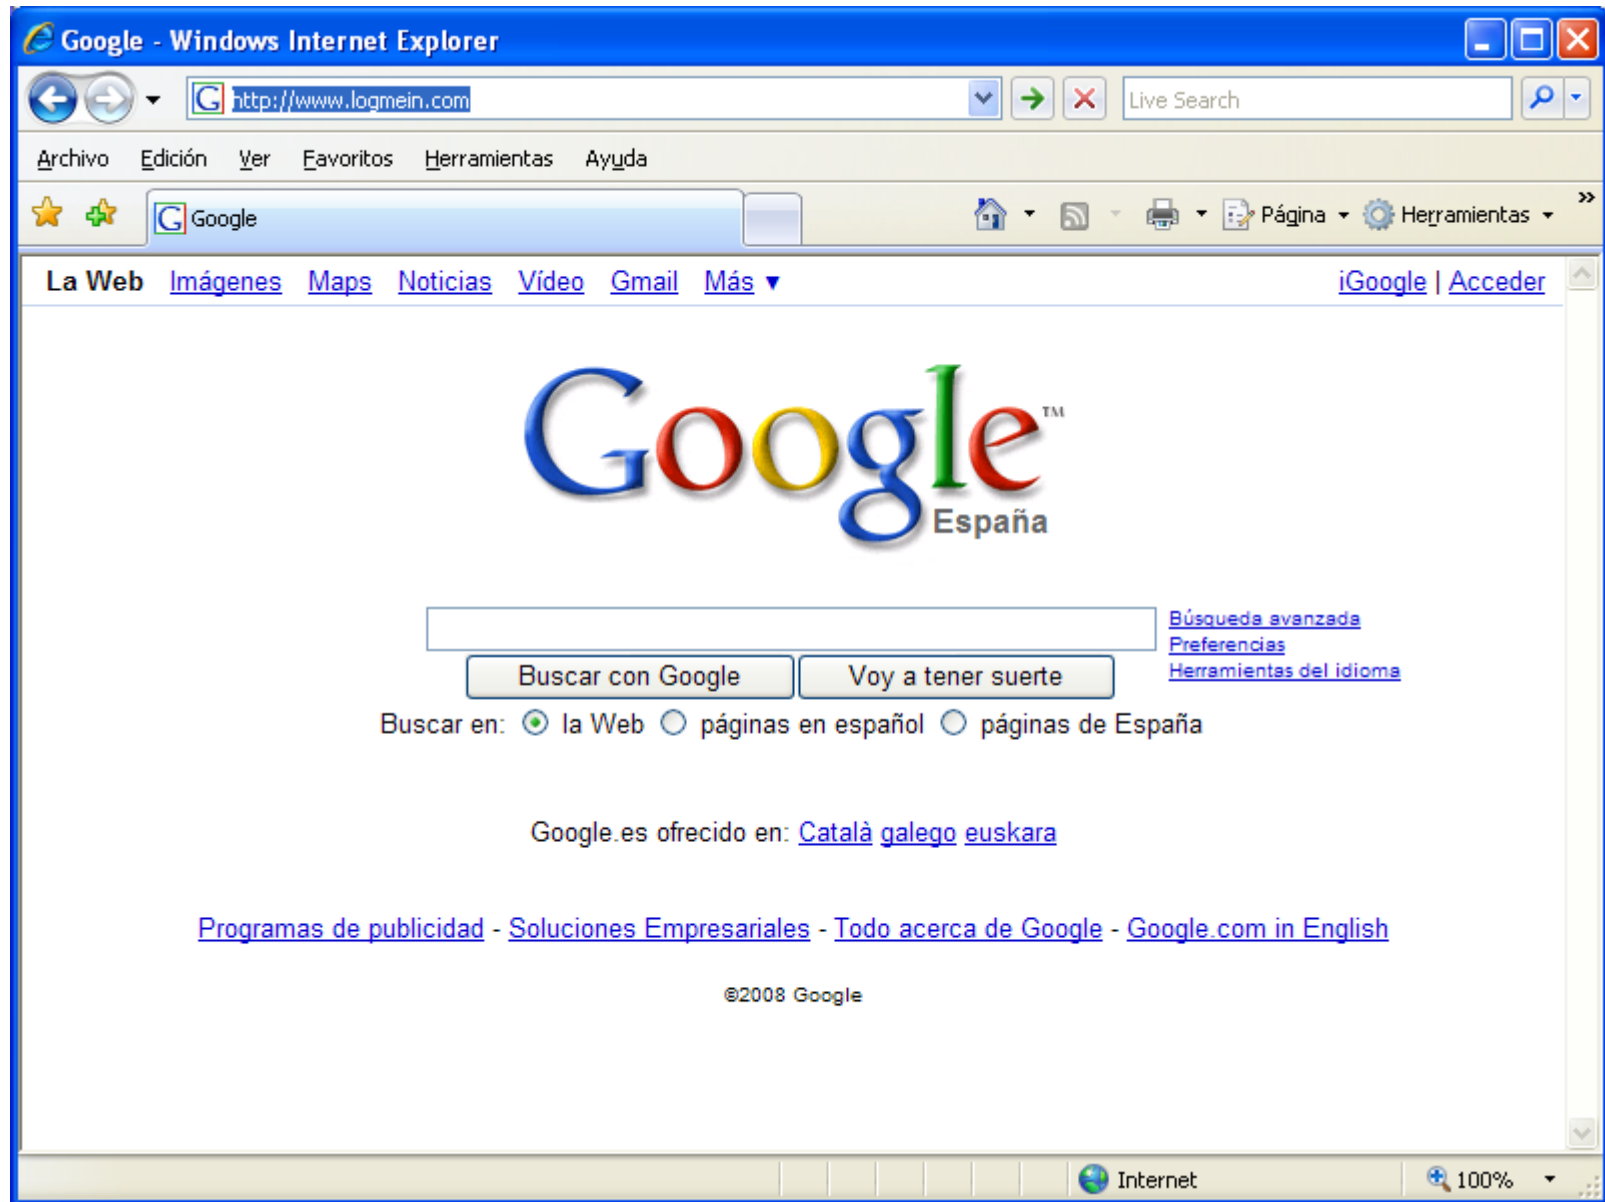 Google - Windows Internet Explorer
http://www.logmein.com Live Search
Archivo Edición Ver Favoritos Herramientas Ayuda
Google Página Herramientas »
La Web Imágenes Maps Noticias Vídeo Gmail Más ▼ iGoogle | Acceder
Google™
España
Búsqueda avanzada
Preferencias
Buscar con Google Voy a tener suerte Herramientas del idioma
Buscar en: la Web páginas en español páginas de España
Google.es ofrecido en: Català galego euskara
Programas de publicidad - Soluciones Empresariales - Todo acerca de Google - Google.com in English
©2008 Google
Internet 100%